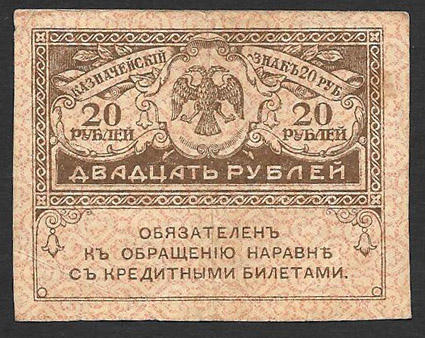 КАЗНАЧЕЙСКІЙ ЗНАКЪ 20 РУБ.
20 РУБЛЕЙ
20 РУБЛЕЙ
ДВАДЦАТЬ РУБЛЕЙ
ОБЯЗАТЕЛЕНЪ
КЪ ОБРАЩЕНІЮ НАРАВНѢ
СЪ КРЕДИТНЫМИ БИЛЕТАМИ.